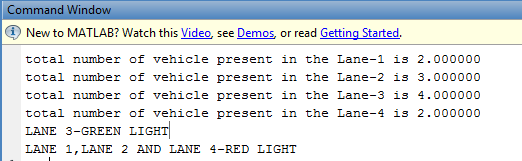 Command Window
New to MATLAB? Watch this Video, see Demos, or read Getting Started.
total number of vehicle present in the Lane-1 is 2.000000
total number of vehicle present in the Lane-2 is 3.000000
total number of vehicle present in the Lane-3 is 4.000000
total number of vehicle present in the Lane-4 is 2.000000
LANE 3-GREEN LIGHT
LANE 1,LANE 2 AND LANE 4-RED LIGHT